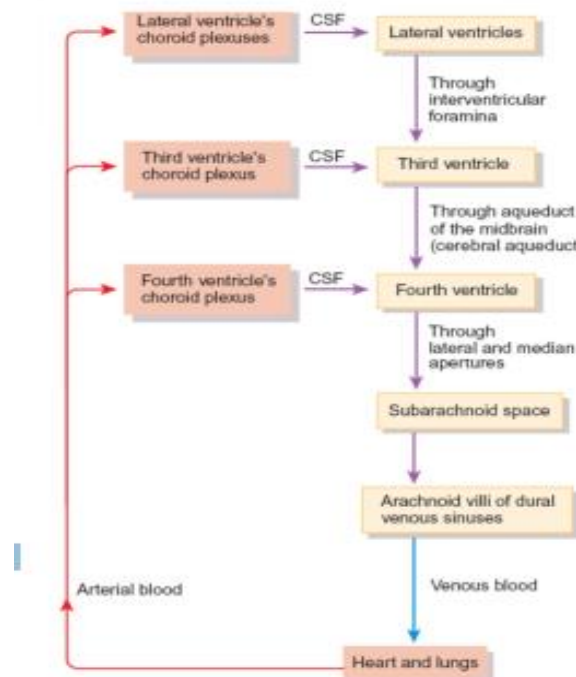 Lateral ventricle's
choroid plexuses
CSF
Lateral ventricles
Through
interventricular
foramina
Third ventricle's
choroid plexus
CSF
Third ventricle
Through aqueduct
of the midbrain
(cerebral aqueduct
Fourth ventricle's
choroid plexus
CSF
Fourth ventricle
Through
lateral and median
apertures
Subarachnoid space
Arachnoid villi of dural
venous sinuses
Arterial blood
Venous blood
Heart and lungs